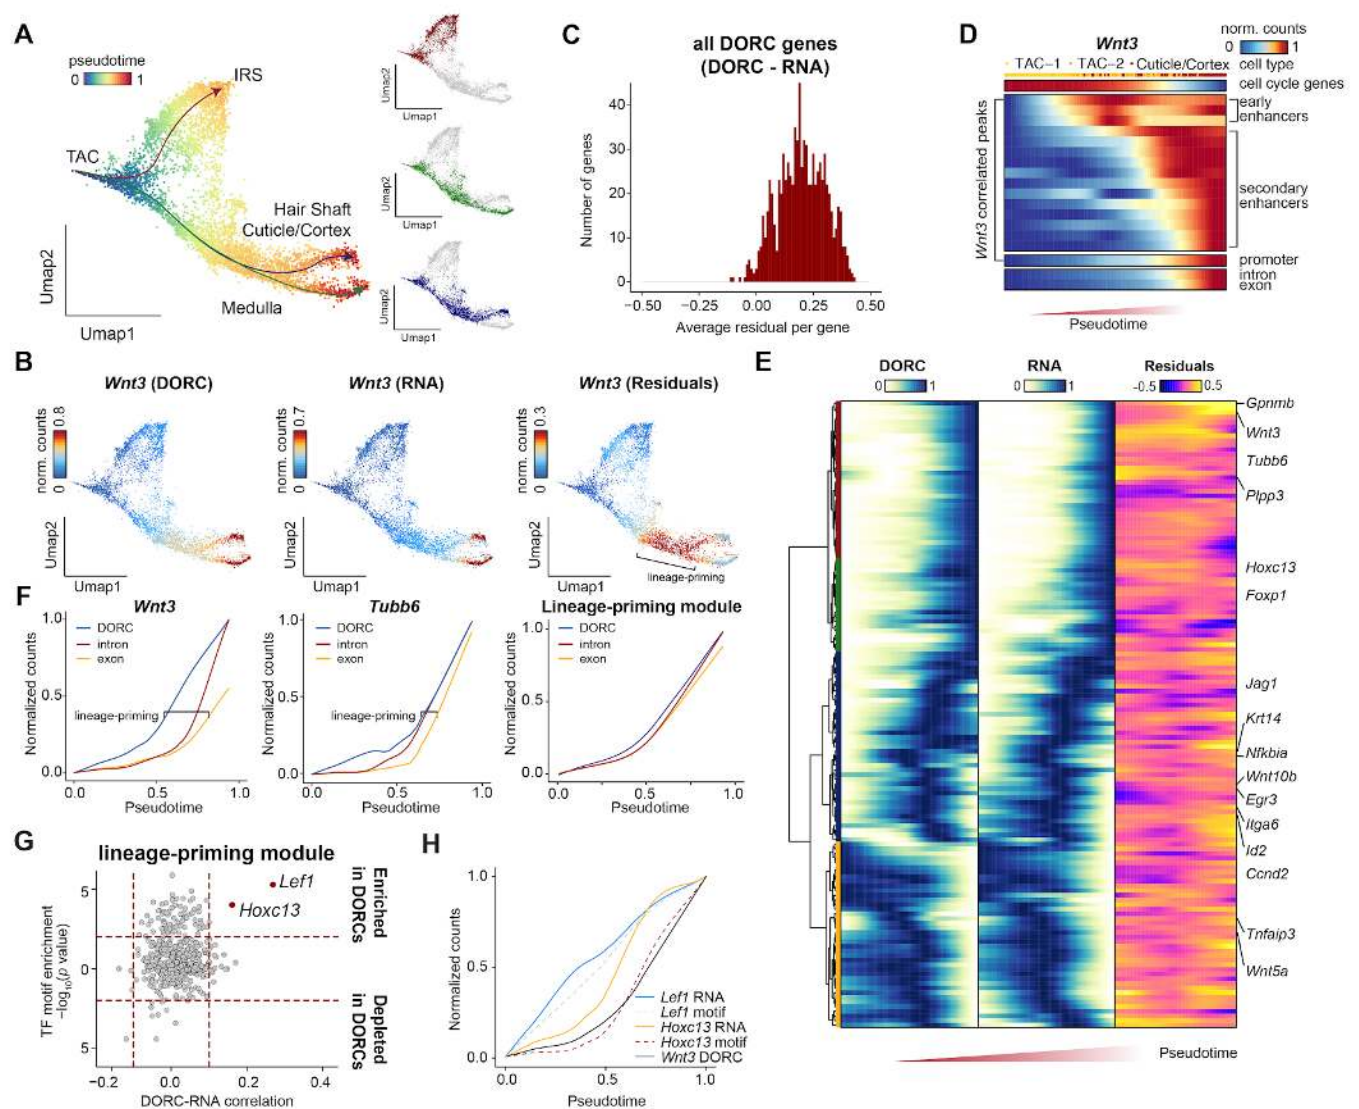 A
pseudotime
0 1
IRS
TAC
Hair Shaft
Cuticle/Cortex
Medulla
Umap2
Umap1
Umap2
Umap1
Umap2
Umap1
Umap2
Umap1
C
all DORC genes
(DORC - RNA)
Number of genes
40
30
20
10
0
-0.50 -0.25 0.00 0.25 0.50
Average residual per gene
D
Wnt3
norm. counts
0 1
TAC-1 TAC-2 Cuticle/Cortex
cell type
cell cycle genes
early
enhancers
secondary
enhancers
promoter
intron
exon
Wnt3 correlated peaks
Pseudotime
B
Wnt3 (DORC)
norm. counts
0 0.8
Umap2
Umap1
Wnt3 (RNA)
norm. counts
0 0.7
Wnt3 (Residuals)
norm. counts
0 0.3
Umap2
Umap1
lineage-priming
E
DORC
0 1
RNA
0 1
Residuals
-0.5 0.5
Gpnmb
Wnt3
Tubb6
Plpp3
Hoxc13
Foxp1
Jag1
Krt14
Nfkbia
Wnt10b
Egr3
Itga6
Id2
Ccnd2
Tnfaip3
Wnt5a
Pseudotime
F
Wnt3
DORC
intron
exon
lineage-priming
Normalized counts
1.0
0.5
0.0
0.0 0.5 1.0
Pseudotime
Tubb6
DORC
intron
exon
lineage-priming
Normalized counts
1.0
0.5
0.0
0.0 0.5 1.0
Pseudotime
Lineage-priming module
DORC
intron
exon
Normalized counts
1.0
0.5
0.0
0.0 0.5 1.0
Pseudotime
G
lineage-priming module
TF motif enrichment
-log10(p value)
5
0
5
Lef1
Hoxc13
Enriched
in DORCs
Depleted
in DORCs
-0.2 0.0 0.2 0.4
DORC-RNA correlation
H
Normalized counts
1.0
0.5
0.0
Lef1 RNA
Lef1 motif
Hoxc13 RNA
Hoxc13 motif
Wnt3 DORC
0.0 0.5 1.0
Pseudotime